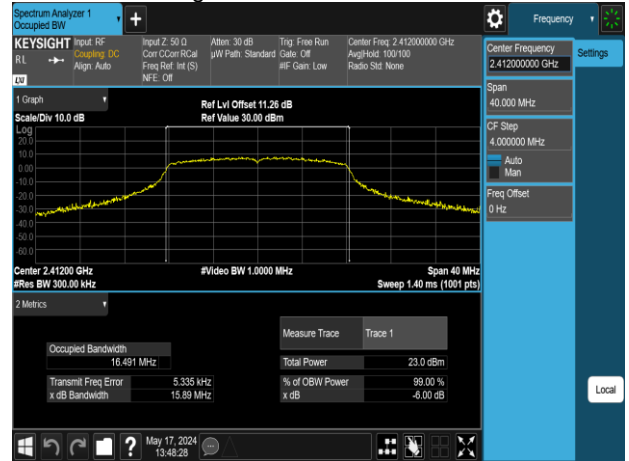 Spectrum Analyzer 1
Occupied BW
Frequency
KEYSIGHT
RL
LXI
Input: RF
Coupling: DC
Align: Auto
Input Z: 50 Ω
Corr CCorr RCal
Freq Ref: Int (S)
NFE: Off
Atten: 30 dB
µW Path: Standard
Trig: Free Run
Gate: Off
#IF Gain: Low
Center Freq: 2.412000000 GHz
Avg|Hold: 100/100
Radio Std: None
Center Frequency
2.412000000 GHz
Settings
Span
40.000 MHz
CF Step
4.000000 MHz
Auto
Man
Freq Offset
0 Hz
Local
1 Graph
Scale/Div 10.0 dB
Ref Lvl Offset 11.26 dB
Ref Value 30.00 dBm
Log
20.0
10.0
0.00
-10.0
-20.0
-30.0
-40.0
-50.0
-60.0
Center 2.41200 GHz
#Video BW 1.0000 MHz
Span 40 MHz
#Res BW 300.00 kHz
Sweep 1.40 ms (1001 pts)
2 Metrics
Measure Trace Trace 1
Occupied Bandwidth
16.491 MHz
Total Power 23.0 dBm
Transmit Freq Error 5.335 kHz
% of OBW Power 99.00 %
x dB Bandwidth 15.89 MHz
x dB -6.00 dB
?
May 17, 2024
13:48:28